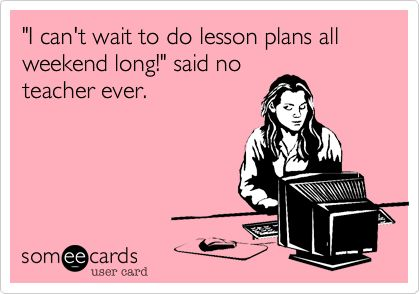 "I can't wait to do lesson plans all
weekend long!" said no
teacher ever.
someecards
user card